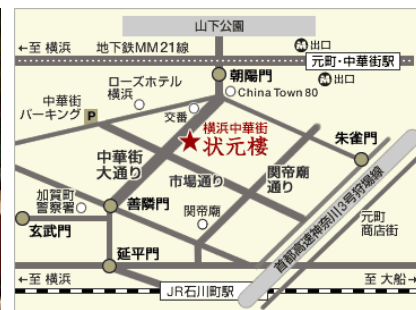 山下公園
←至 横浜
地下鉄MM21線
出口
元町・中華街駅
出口
朝陽門
ローズホテル
横浜
China Town 80
中華街
パーキング
P
交番
横浜中華街
状元樓
朱雀門
中華街
大通り
市場通り
関帝廟
通り
加賀町
警察署
善隣門
関帝廟
玄武門
首都高速神奈川3号狩場線
元町
商店街
延平門
←至 横浜
JR石川町駅
至 大船→